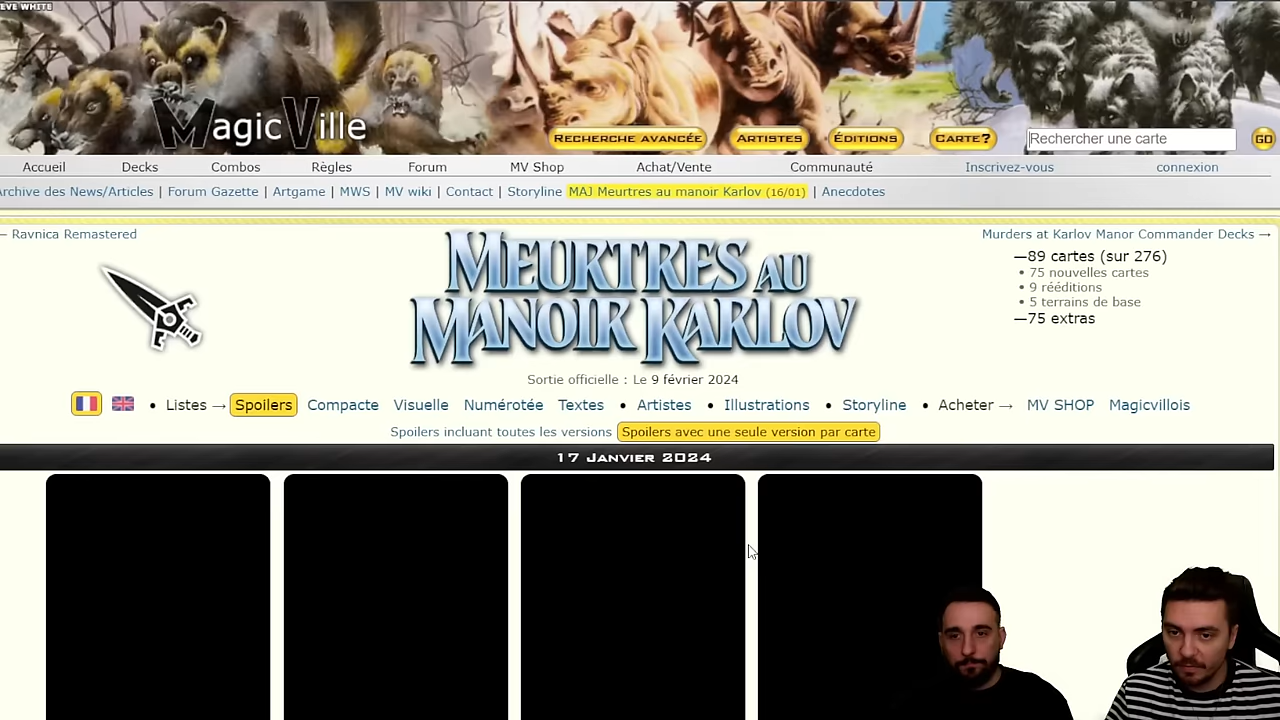 EVE WHITE
MagicVille
RECHERCHE AVANCÉE ARTISTES ÉDITIONS CARTE? Rechercher une carte GO
Accueil Decks Combos Règles Forum MV Shop Achat/Vente Communauté Inscrivez-vous connexion
Archive des News/Articles | Forum Gazette | Artgame | MWS | MV wiki | Contact | Storyline MAJ Meurtres au manoir Karlov (16/01) | Anecdotes
Ravnica Remastered
Murders at Karlov Manor Commander Decks →
MEURTRES AU
MANOIR KARLOV
—89 cartes (sur 276)
• 75 nouvelles cartes
• 9 rééditions
• 5 terrains de base
—75 extras
Sortie officielle : Le 9 février 2024
• Listes → Spoilers Compacte Visuelle Numérotée Textes • Artistes • Illustrations • Storyline • Acheter → MV SHOP Magicvillois
Spoilers incluant toutes les versions Spoilers avec une seule version par carte
17 JANVIER 2024